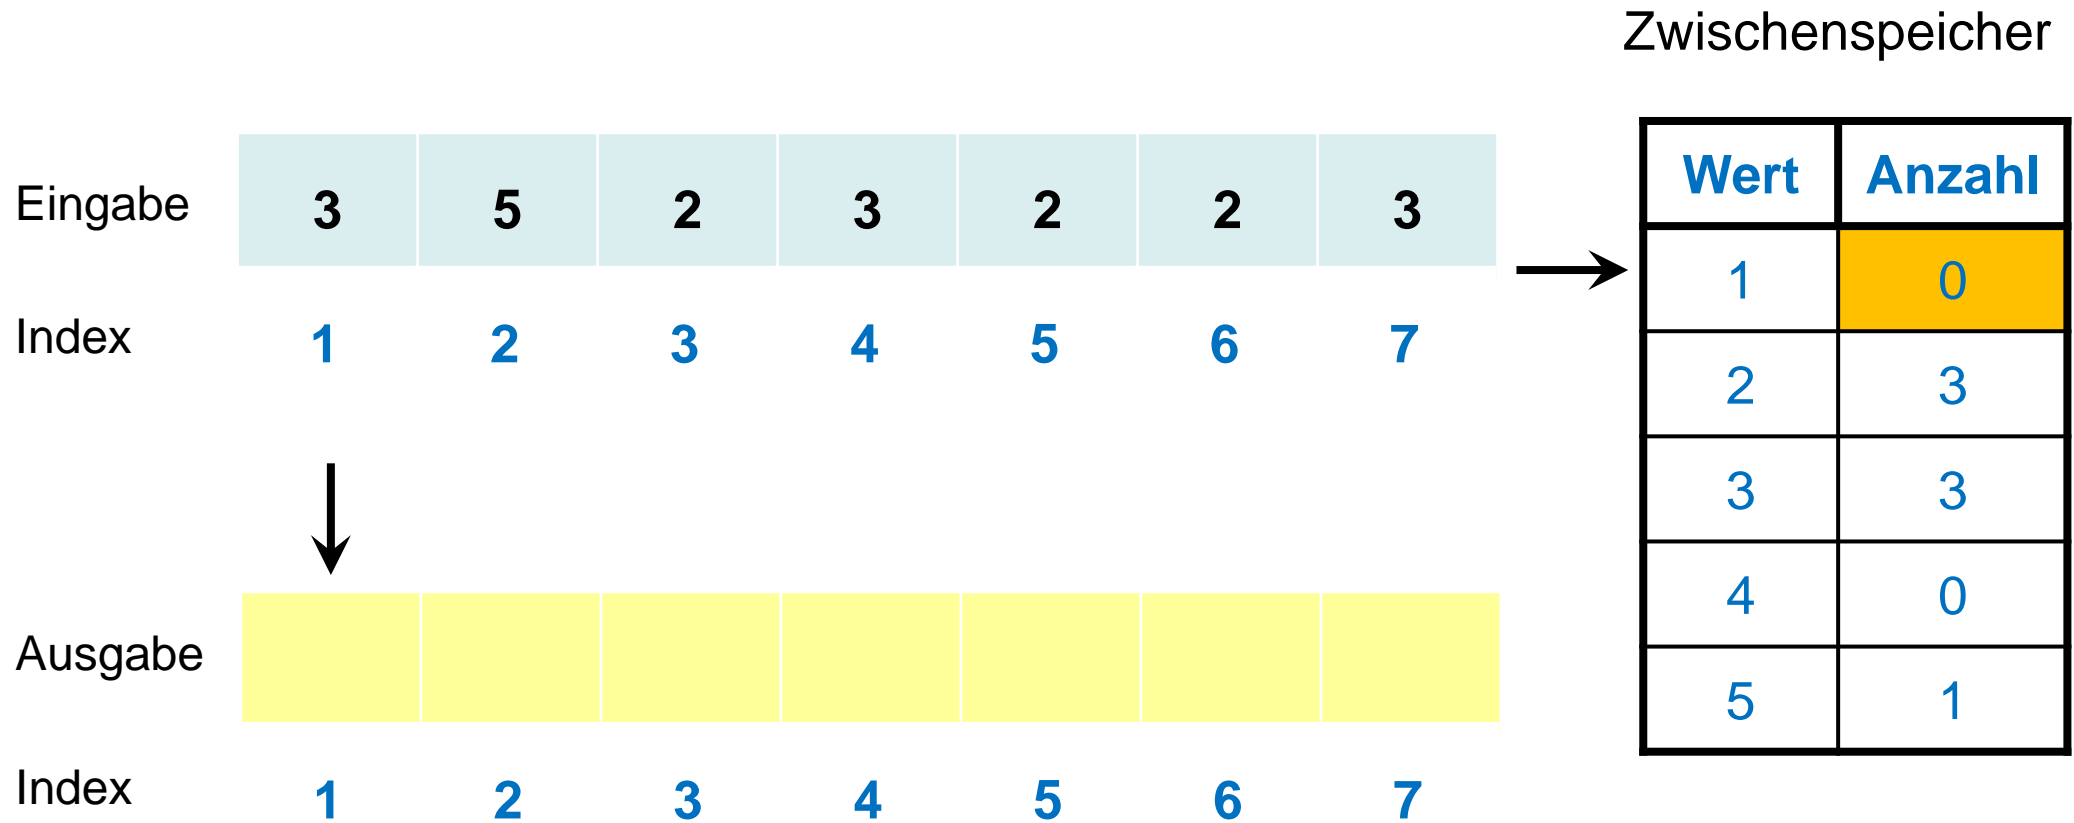 Zwischenspeicher
Eingabe 3 5 2 3 2 2 3
Index 1 2 3 4 5 6 7
Ausgabe
Index 1 2 3 4 5 6 7
Wert Anzahl
1 0
2 3
3 3
4 0
5 1